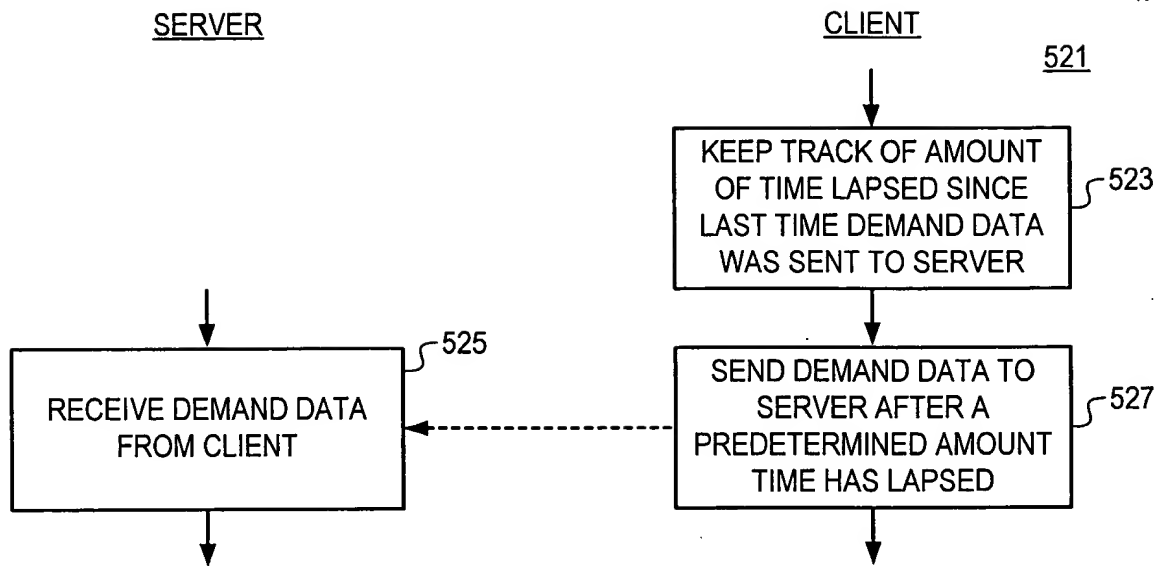 SERVER
CLIENT
521
KEEP TRACK OF AMOUNT
OF TIME LAPSED SINCE
LAST TIME DEMAND DATA
WAS SENT TO SERVER
523
RECEIVE DEMAND DATA
FROM CLIENT
525
SEND DEMAND DATA TO
SERVER AFTER A
PREDETERMINED AMOUNT
TIME HAS LAPSED
527